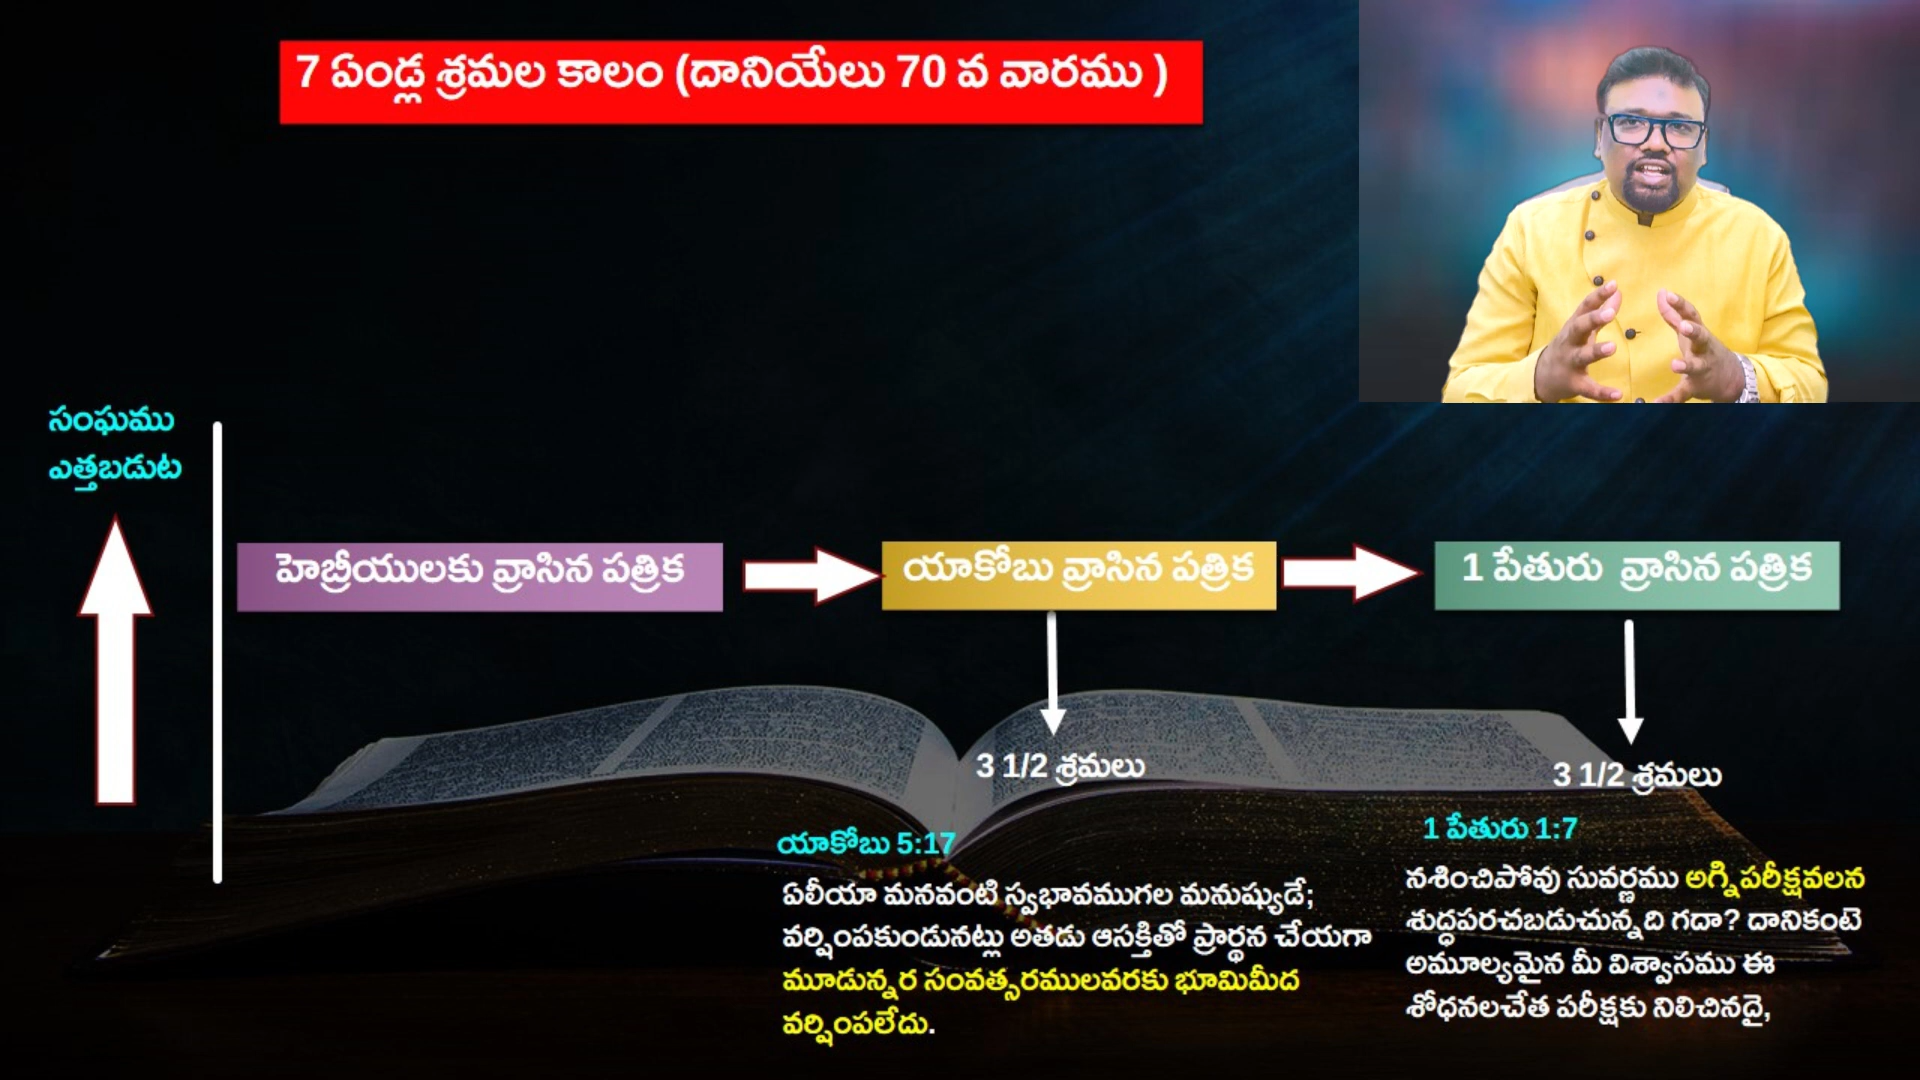 7 ఏండ్ల శ్రమల కాలం (దానియేలు 70 వ వారము )
సంఘము
ఎత్తబడుట
హెబ్రీయులకు వ్రాసిన పత్రిక
యాకోబు వ్రాసిన పత్రిక
1 పేతురు వ్రాసిన పత్రిక
3 1/2 శ్రమలు
3 1/2 శ్రమలు
యాకోబు 5:17
ఏలీయా మనవంటి స్వభావముగల మనుష్యుడే;
వర్షింపకుండునట్లు అతడు ఆసక్తితో ప్రార్థన చేయగా
మూడున్నర సంవత్సరములవరకు భూమిమీద
వర్షింపలేదు.
1 పేతురు 1:7
నశించిపోవు సువర్ణము అగ్నిపరీక్షవలన
శుద్ధపరచబడుచున్నది గదా? దానికంటె
అమూల్యమైన మీ విశ్వాసము ఈ
శోధనలచేత పరీక్షకు నిలిచినదై,